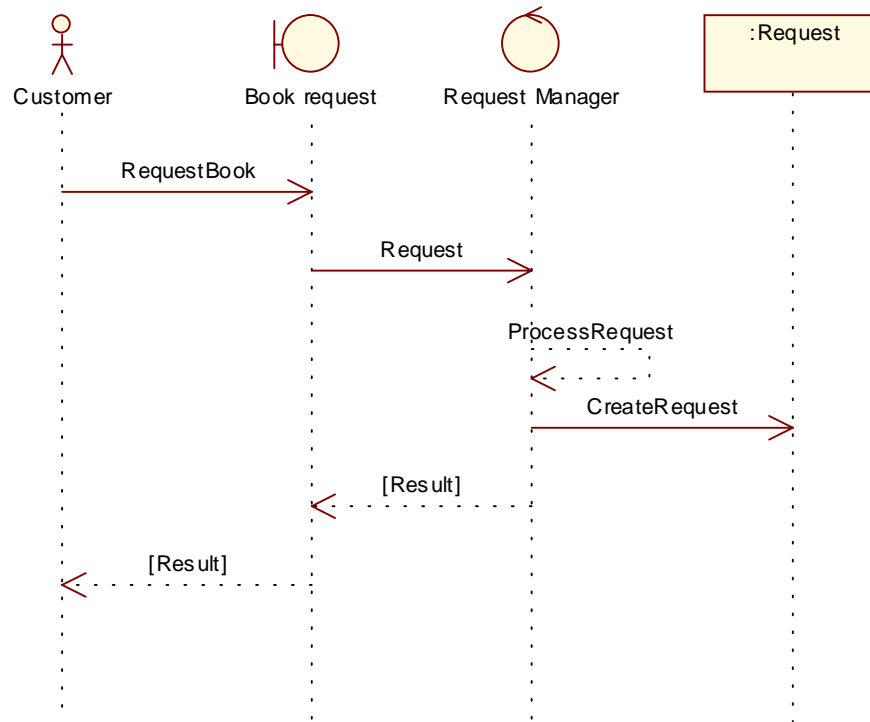 :Request
Customer
Book request
Request Manager
RequestBook
Request
ProcessRequest
CreateRequest
[Result]
[Result]